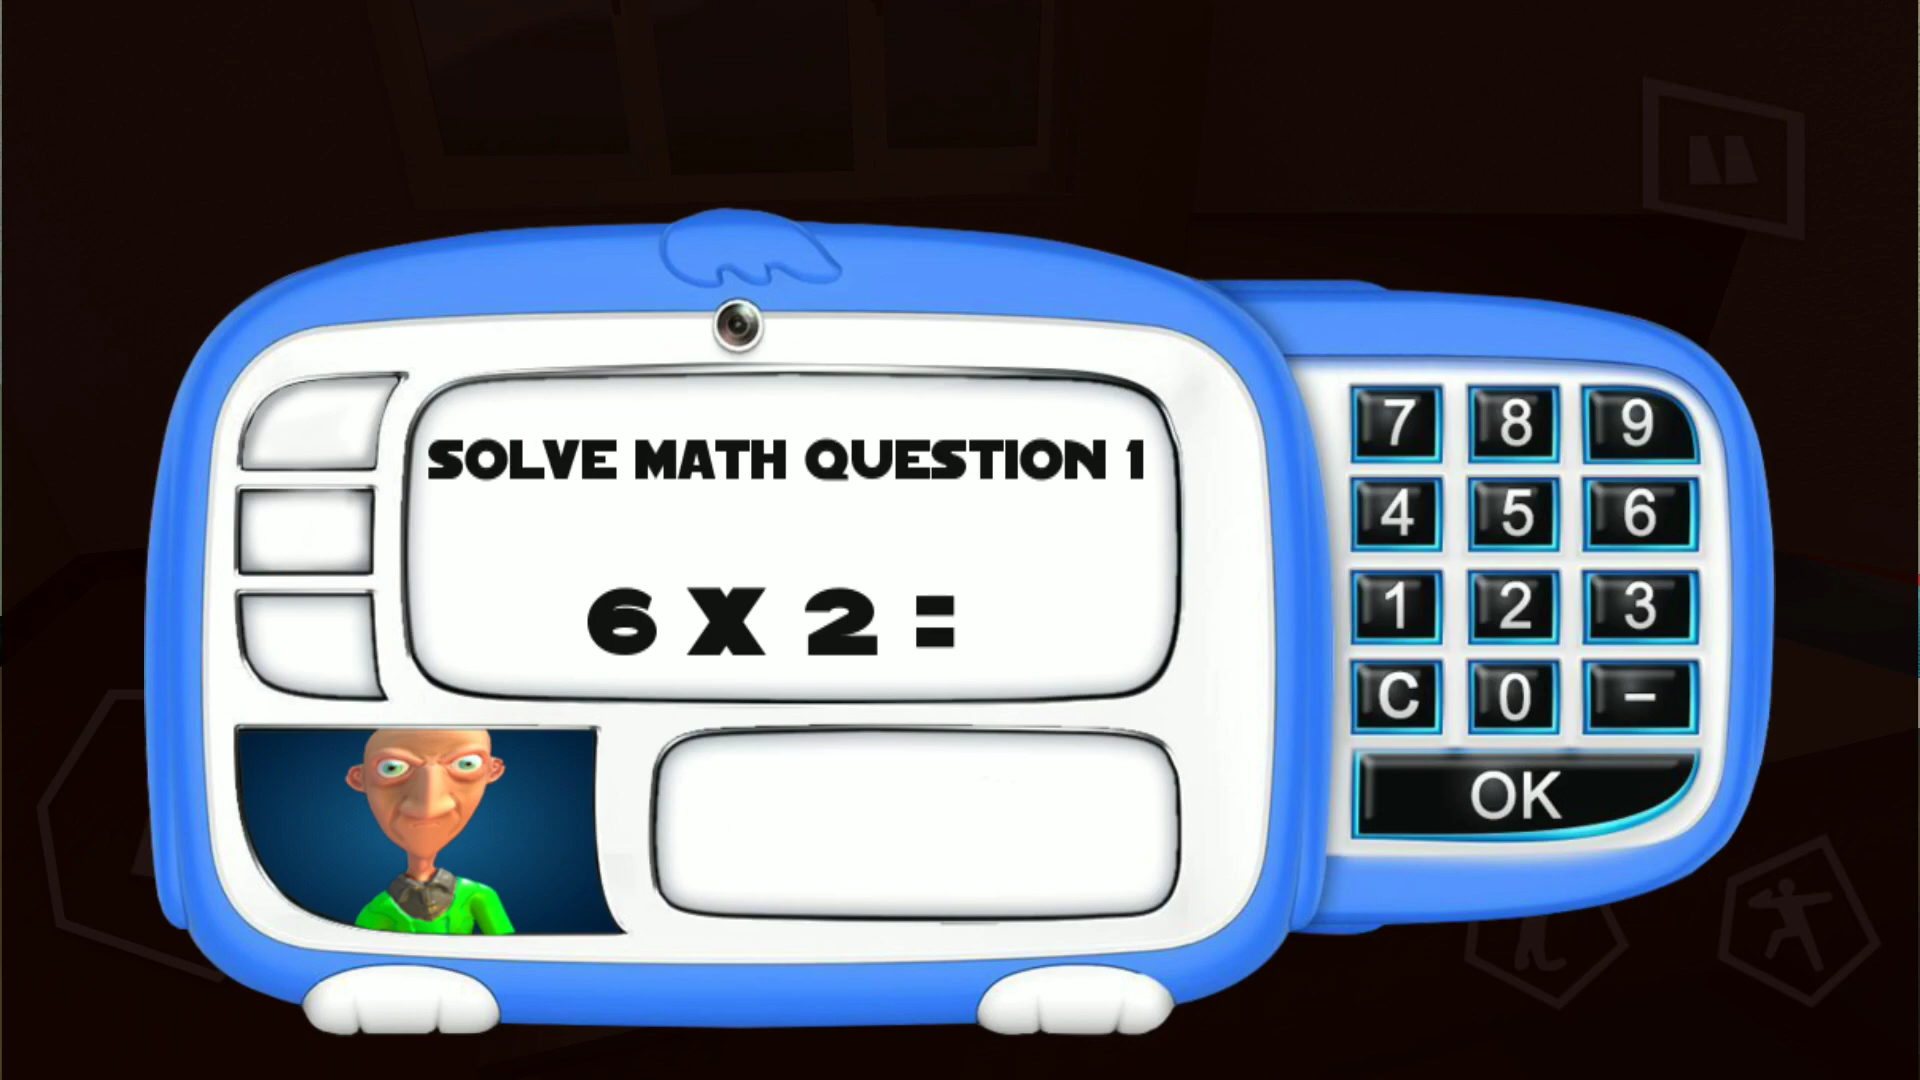 SOLVE MATH QUESTION 1
6 X 2 =
7 8 9
4 5 6
1 2 3
C 0 -
OK